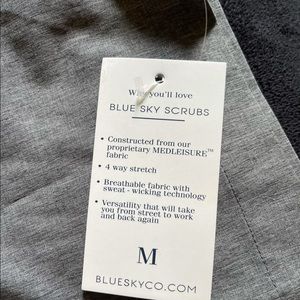 Why you'll love
BLUE SKY SCRUBS
• Constructed from our
proprietary MEDLEISURE™
fabric
• 4 way stretch
• Breathable fabric with
sweat - wicking technology
• Versatility that will take
you from street to work
and back again
M
BLUESKYCO.COM